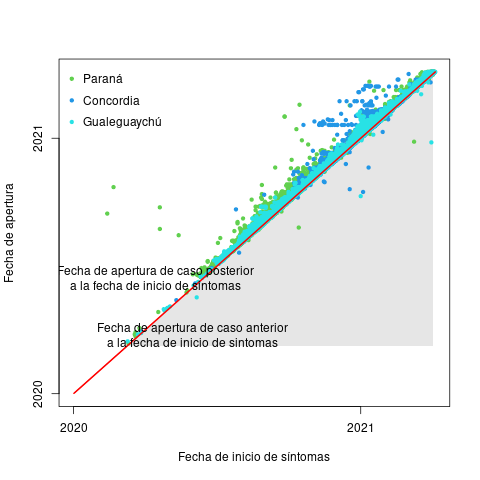 Paraná
Concordia
Gualeguaychú
Fecha de apertura
2021
2020
Fecha de apertura de caso posterior
a la fecha de inicio de síntomas
Fecha de apertura de caso anterior
a la fecha de inicio de síntomas
2020
2021
Fecha de inicio de síntomas